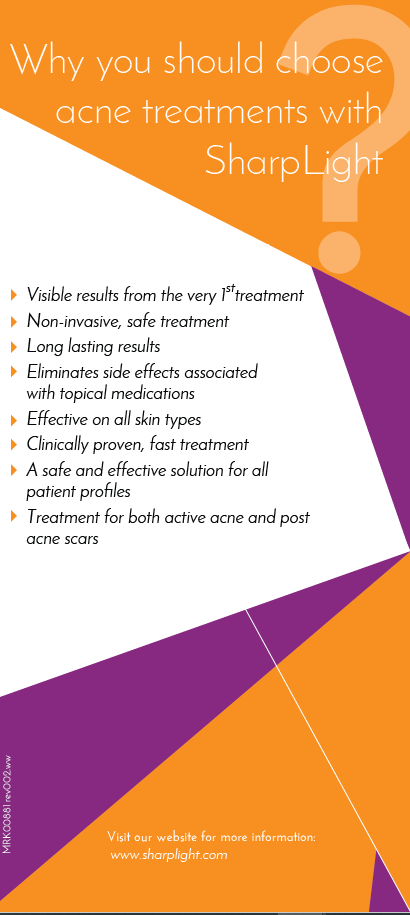 Why you should choose
acne treatments with
SharpLight
?
Visible results from the very 1st treatment
Non-invasive, safe treatment
Long lasting results
Eliminates side effects associated
with topical medications
Effective on all skin types
Clinically proven, fast treatment
A safe and effective solution for all
patient profiles
Treatment for both active acne and post
acne scars
MRK00881 rev002.ww
Visit our website for more information:
www.sharplight.com